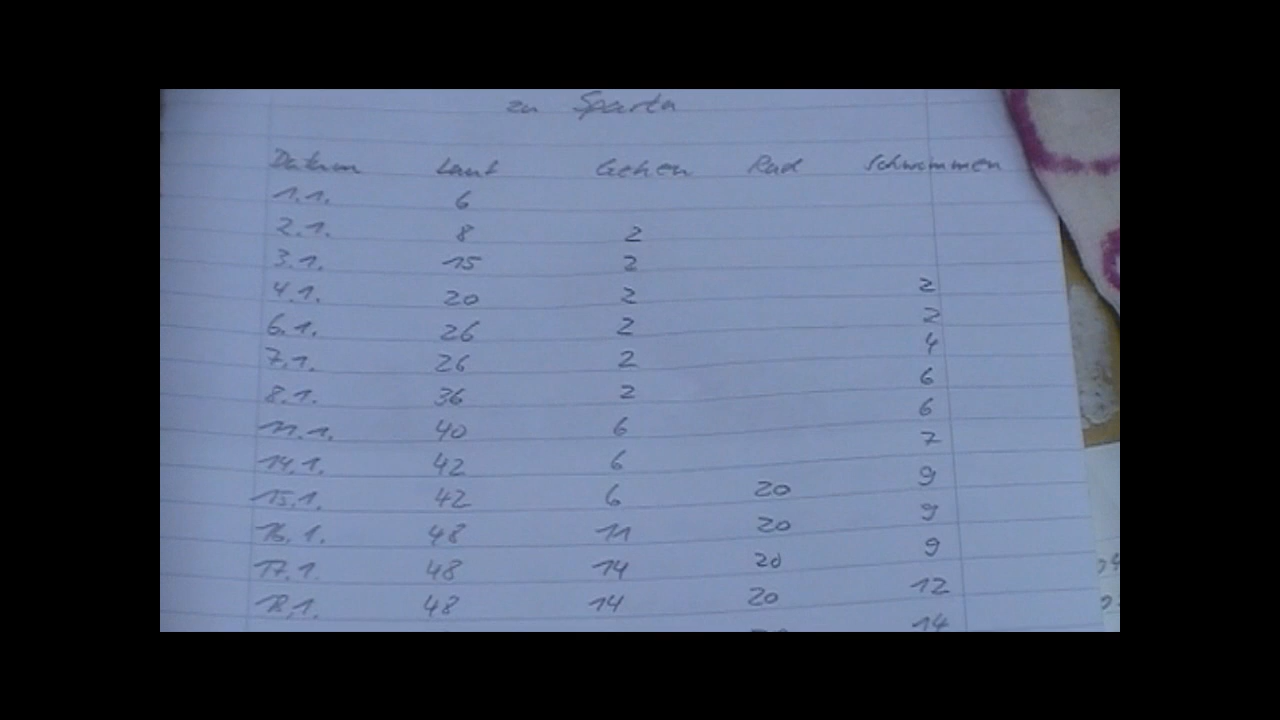 zu Sparta
Datum Lauf Gehen Rad Schwimmen
1.1. 6
2.1. 8 2
3.1. 15 2
4.1. 20 2 2
6.1. 26 2 2
7.1. 26 2 4
8.1. 36 2 6
11.1. 40 6 6
14.1. 42 6 7
15.1. 42 6 20 9
16.1. 48 11 20 9
17.1. 48 14 20 9
18.1. 48 14 20 12
14